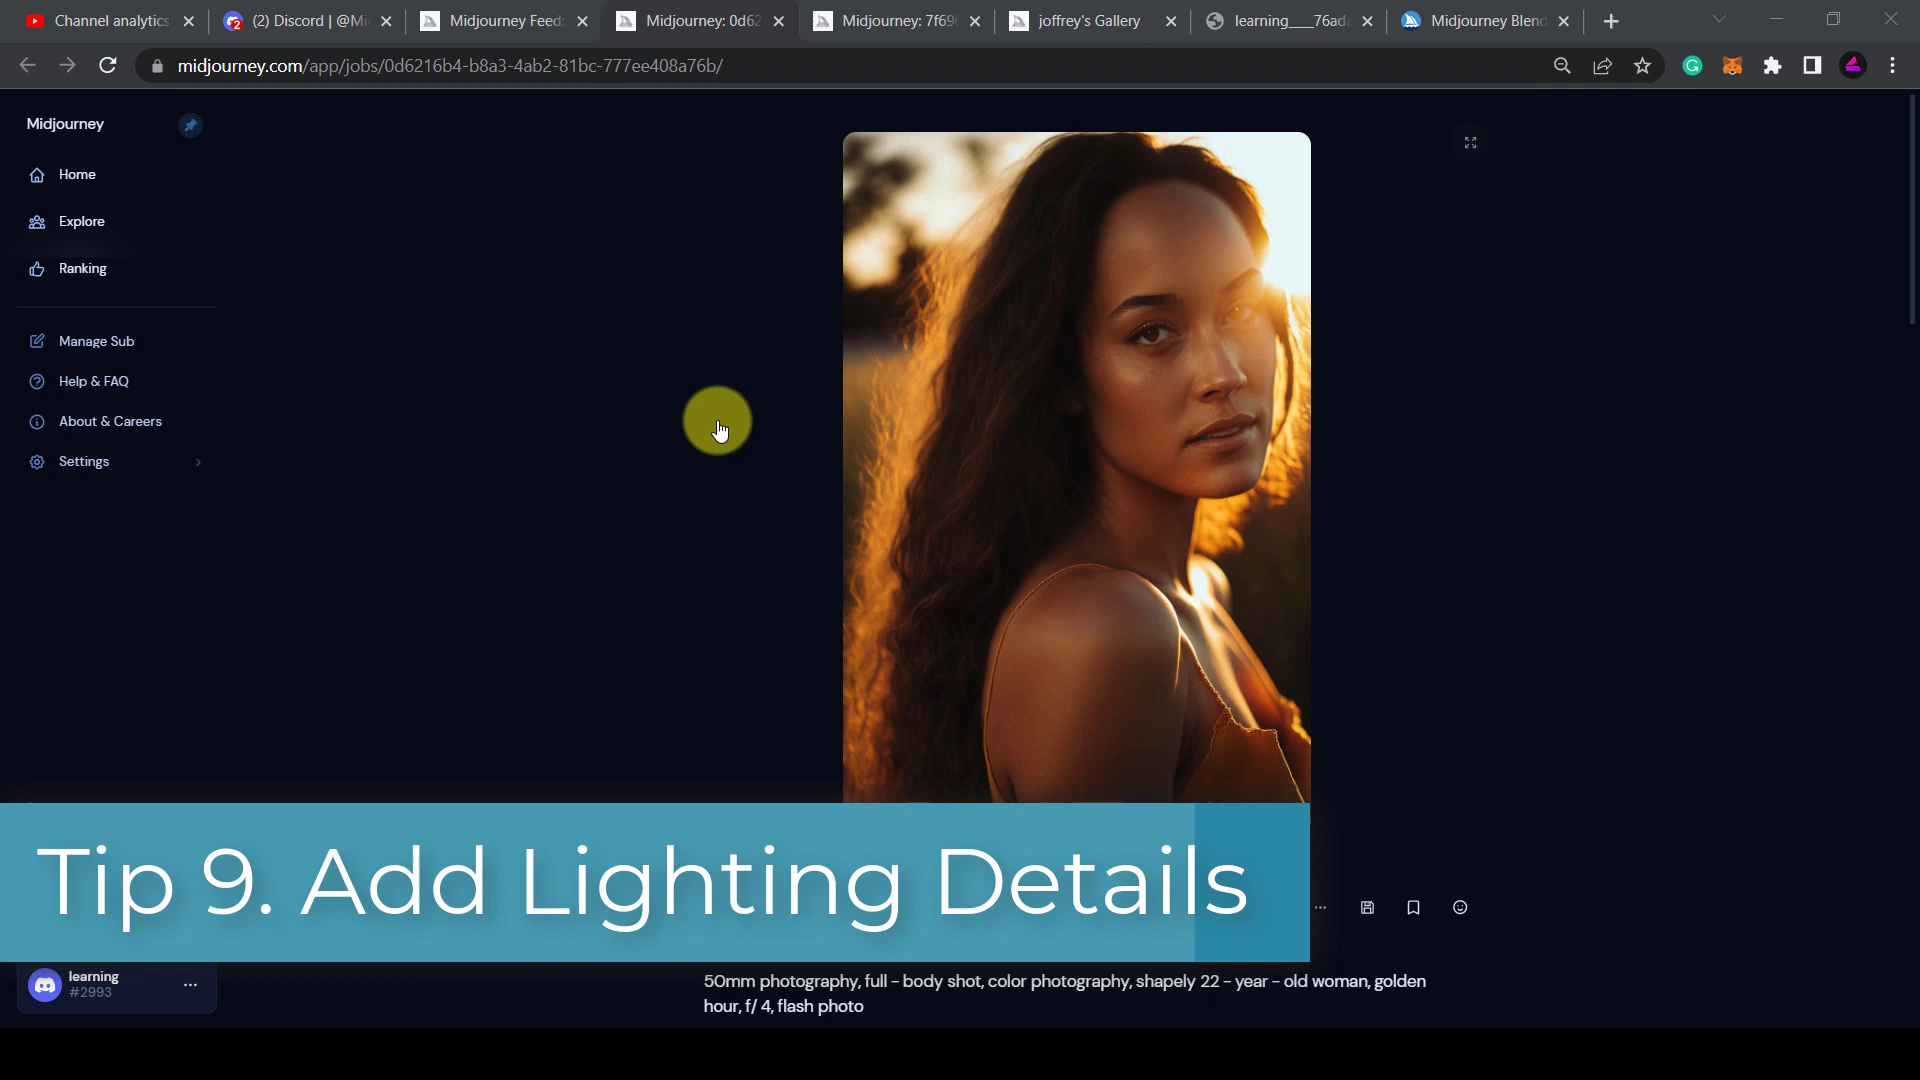 Channel analytics
(2) Discord | @Mi
Midjourney Feed:
Midjourney: 0d62
Midjourney: 7f69
joffrey's Gallery
learning___76ada
Midjourney Blend
midjourney.com/app/jobs/0d6216b4-b8a3-4ab2-81bc-777ee408a76b/
Midjourney
Home
Explore
Ranking
Manage Sub
Help & FAQ
About & Careers
Settings
Tip 9. Add Lighting Details
learning
#2993
50mm photography, full - body shot, color photography, shapely 22 - year - old woman, golden
hour, f/ 4, flash photo